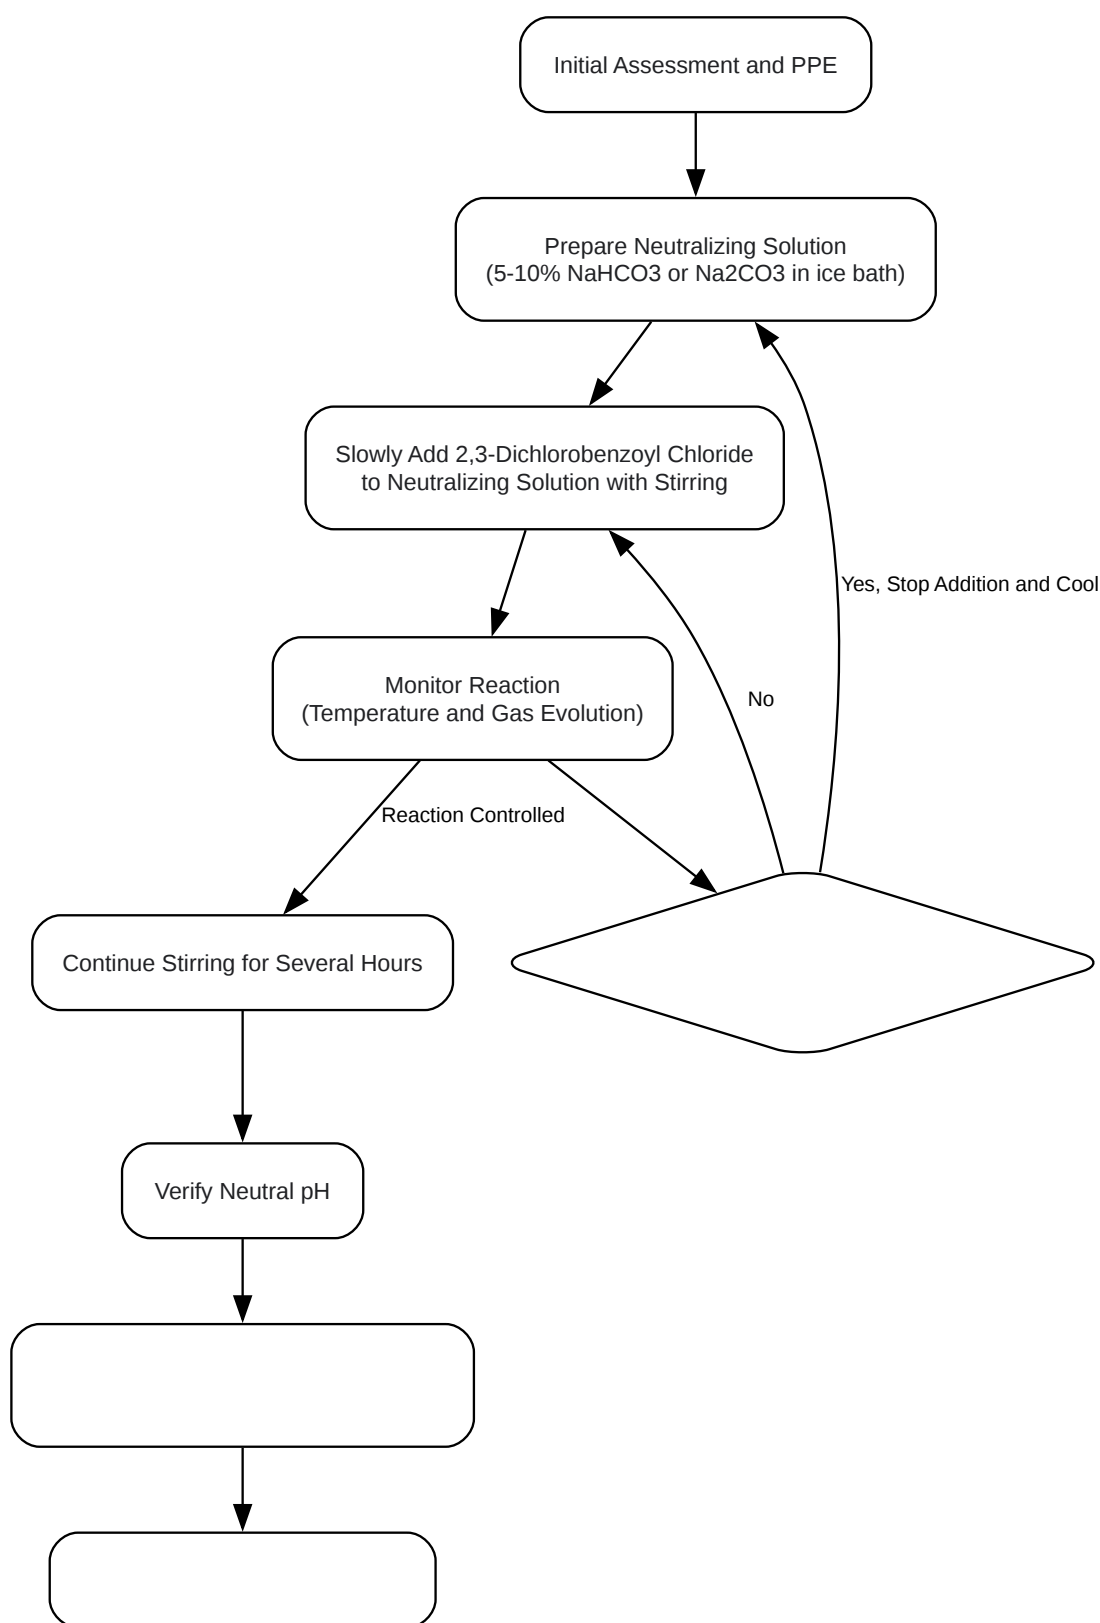 Initial Assessment and PPE
Prepare Neutralizing Solution
(5-10% NaHCO3 or Na2CO3 in ice bath)
Slowly Add 2,3-Dichlorobenzoyl Chloride
to Neutralizing Solution with Stirring
Yes, Stop Addition and Cool
Monitor Reaction
(Temperature and Gas Evolution)
No
Reaction Controlled
Continue Stirring for Several Hours
Verify Neutral pH